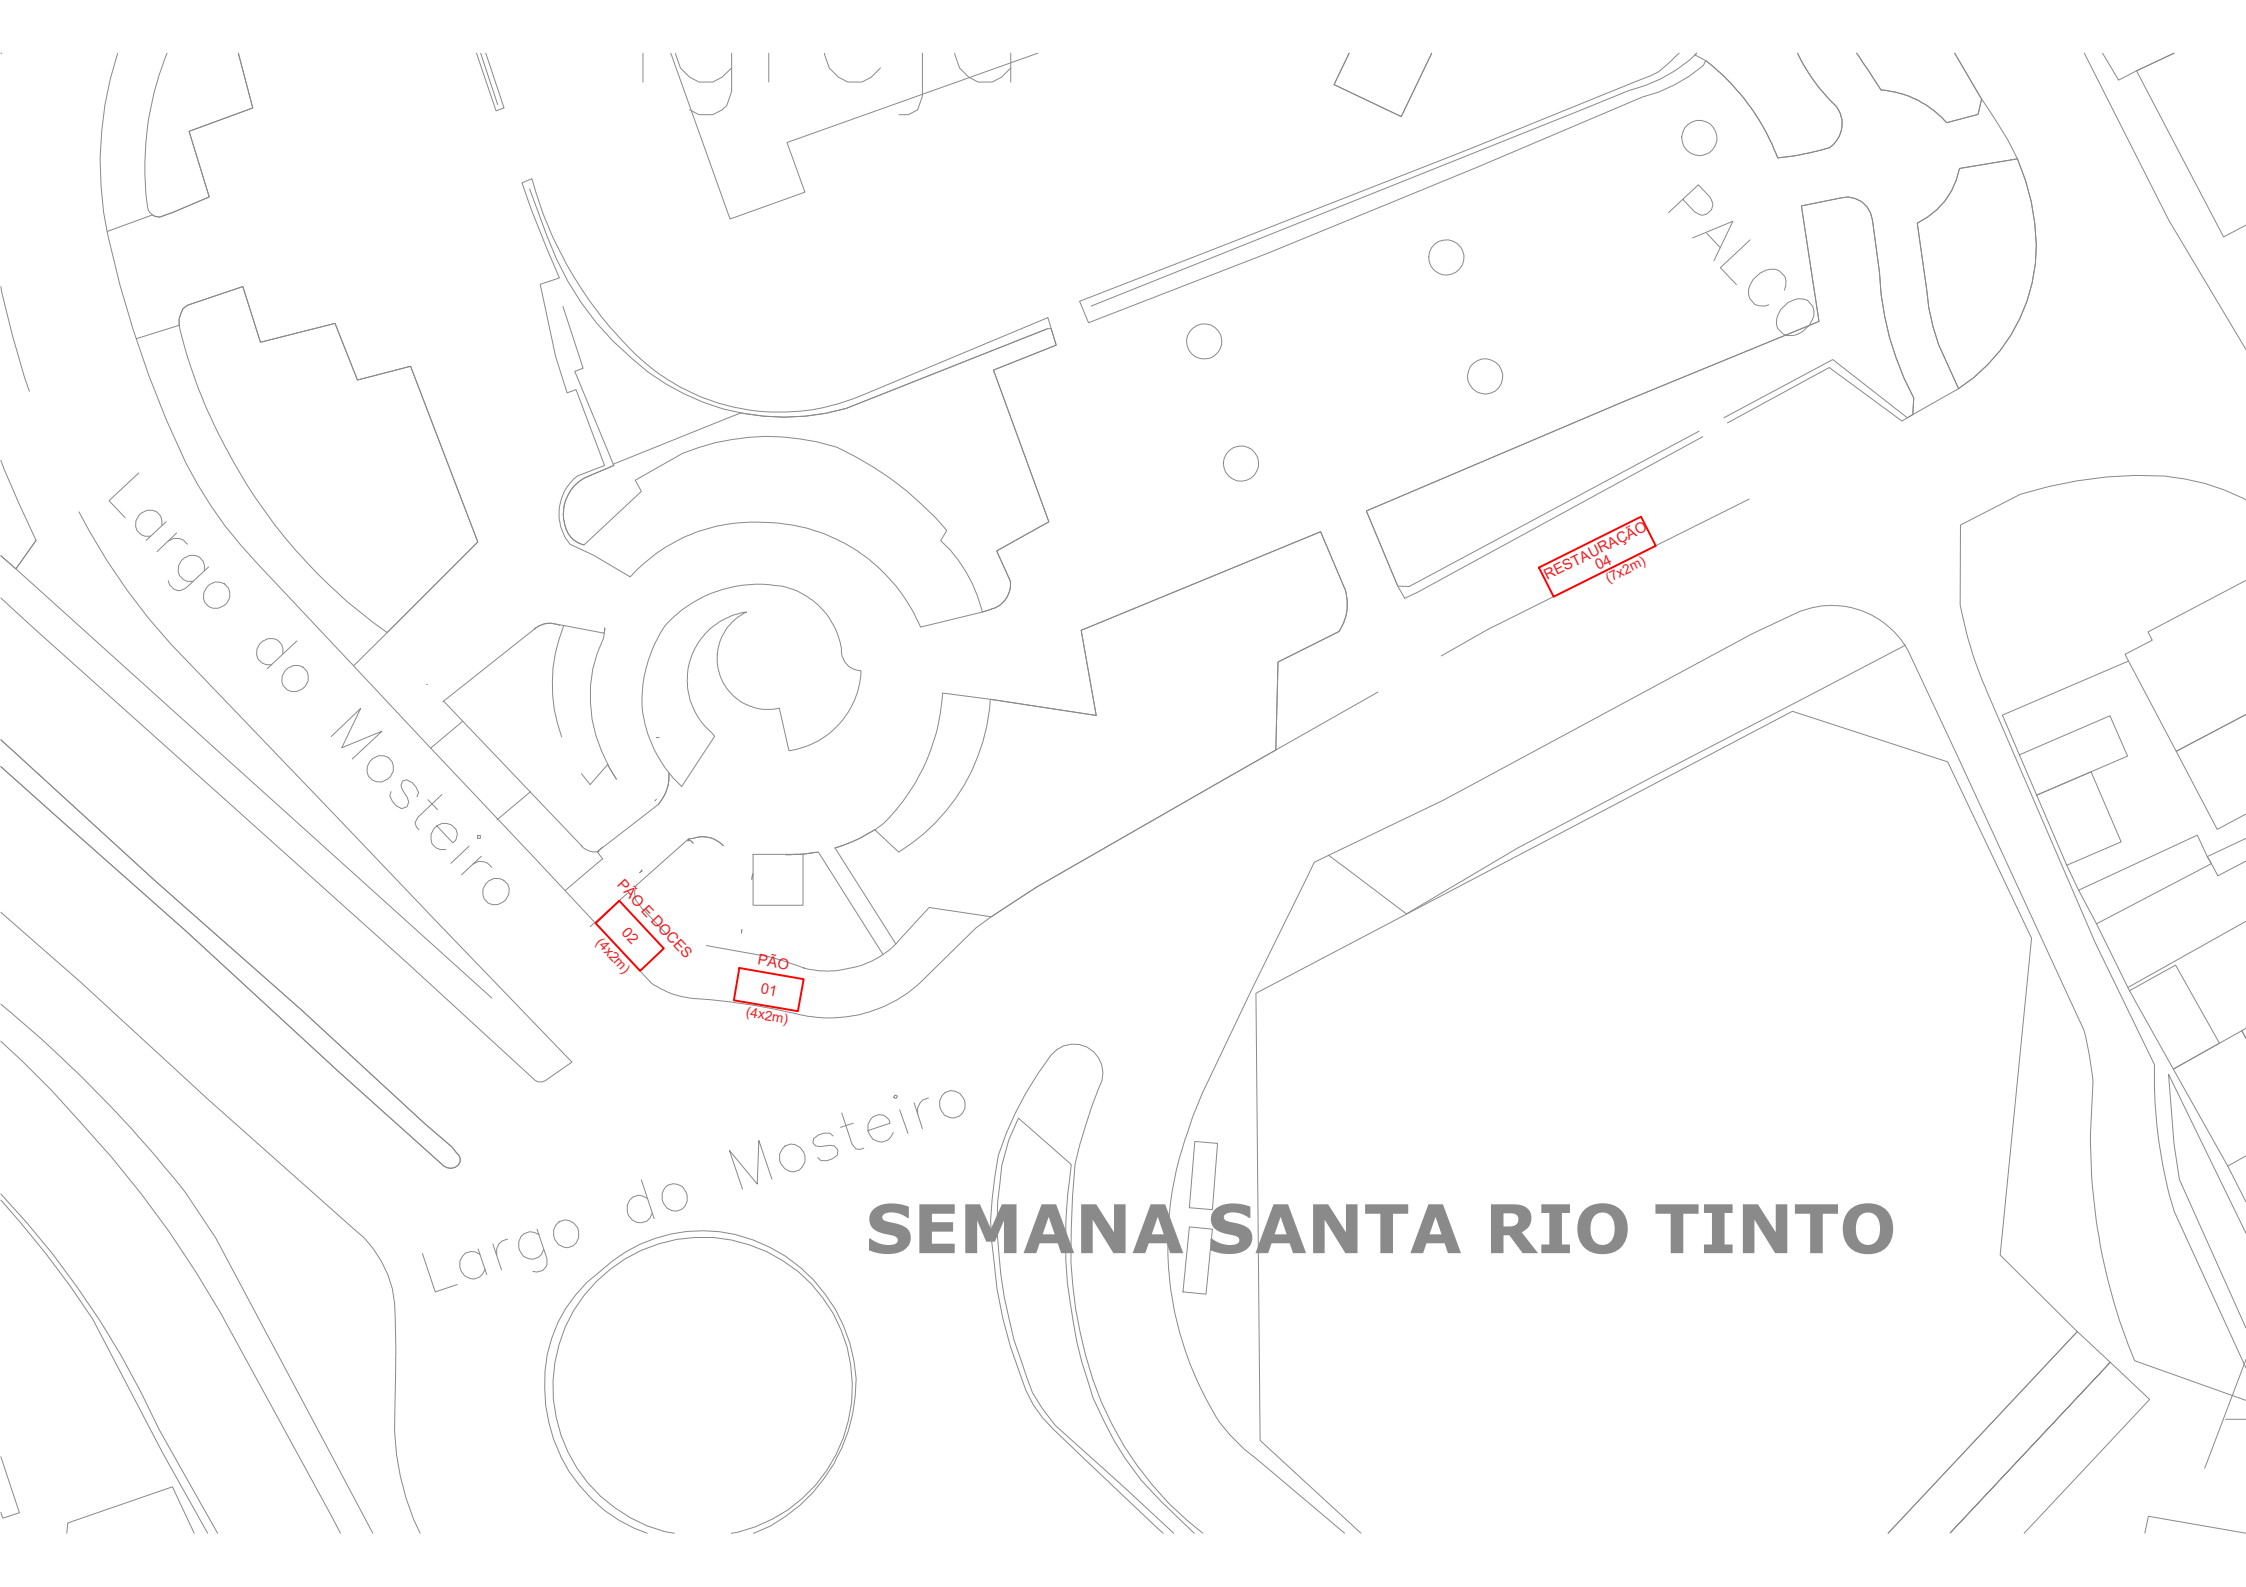 PALCO
Largo do Mosteiro
RESTAURAÇÃO
04
(7x2m)
PÃO E DOCES
02
(4x2m)
PÃO
01
(4x2m)
Largo do Mosteiro
SEMANA SANTA RIO TINTO